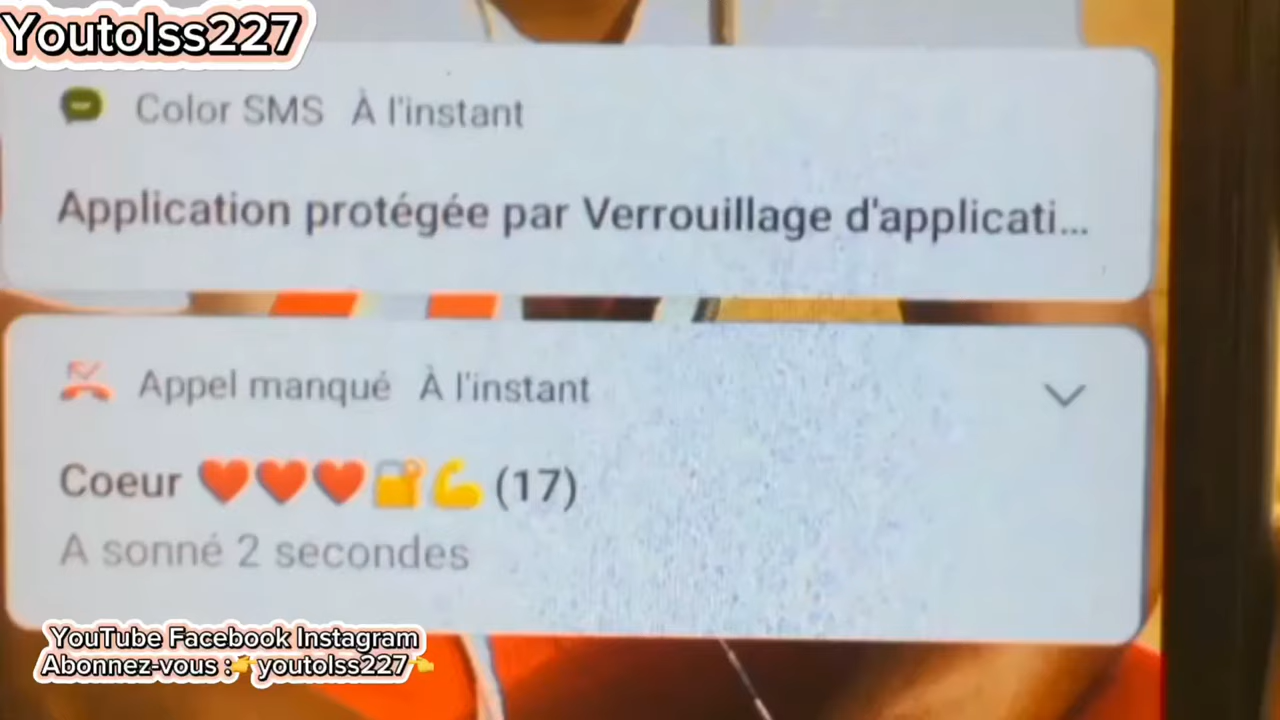 Youtolss227
Color SMS À l'instant
Application protégée par Verrouillage d'applicati...
Appel manqué À l'instant
Coeur ❤️❤️❤️🔐💪 (17)
A sonné 2 secondes
YouTube Facebook Instagram
Abonnez-vous :👉youtolss227👈